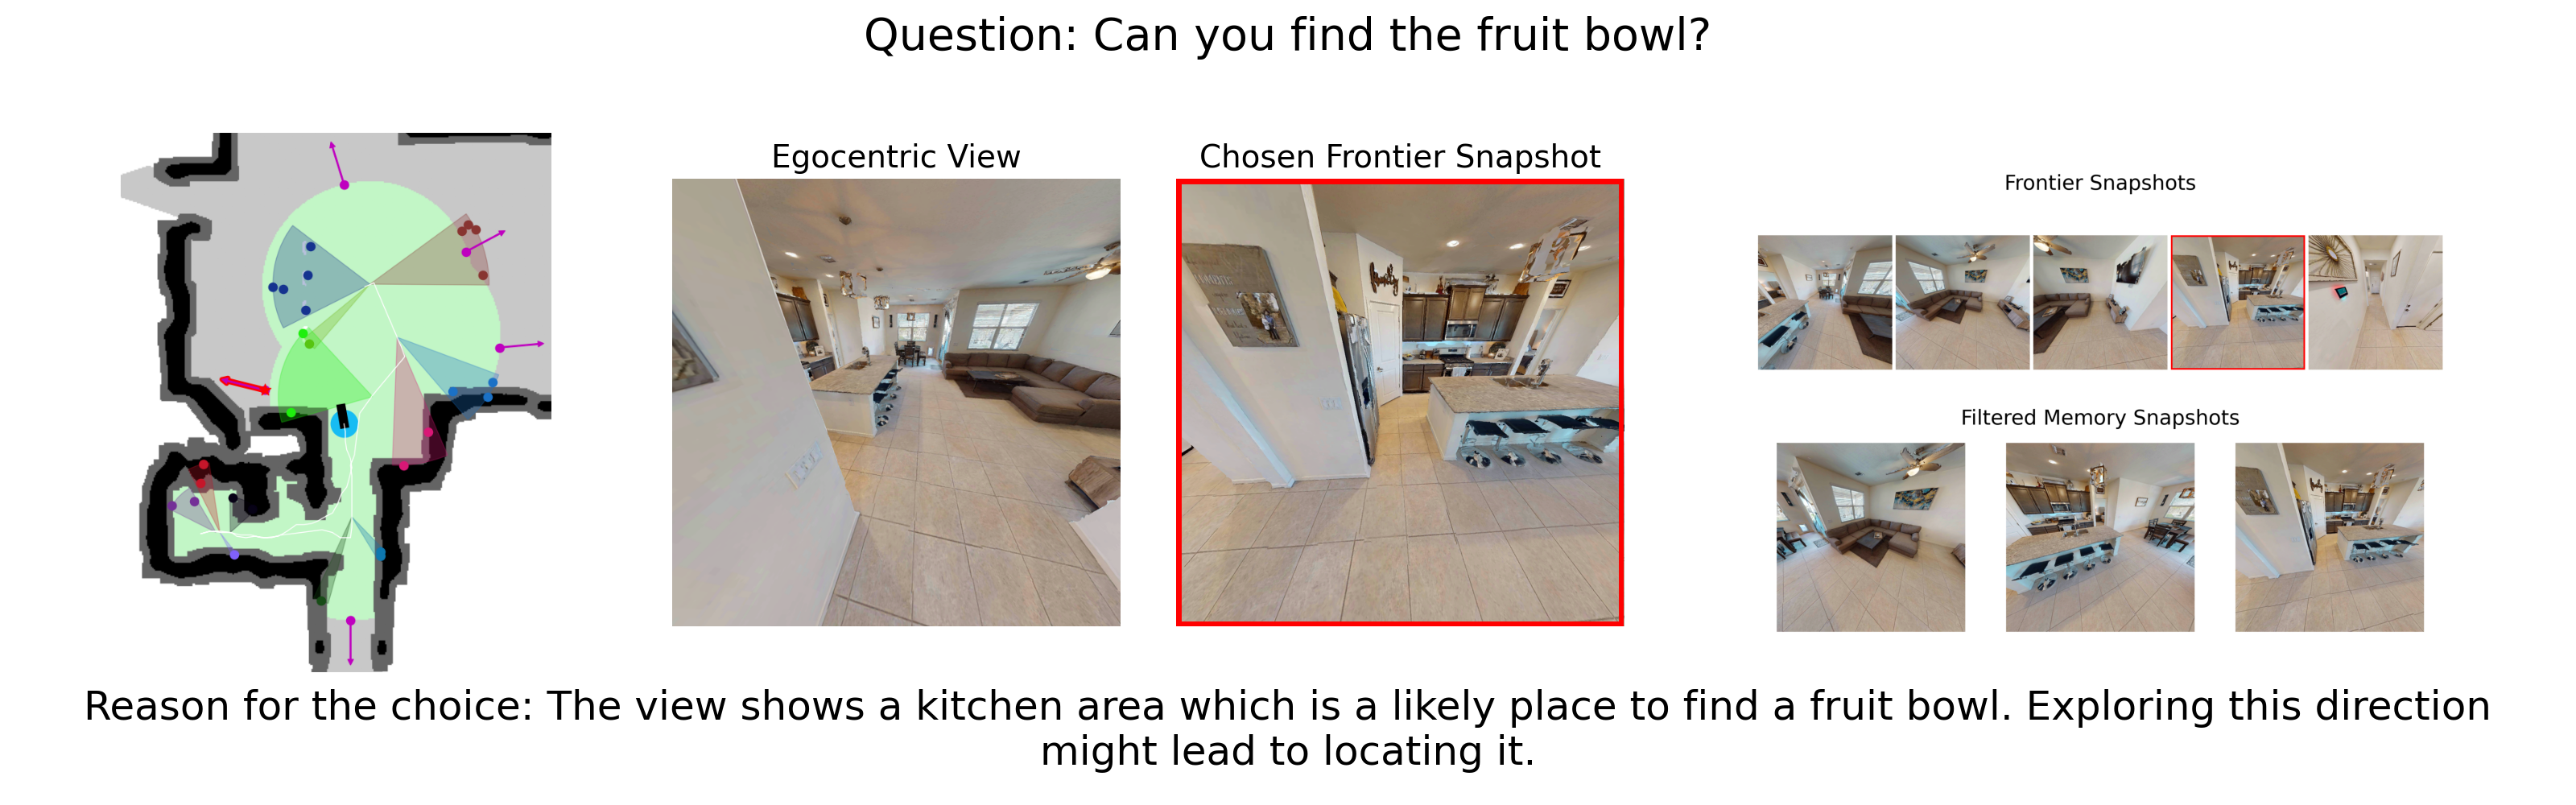 Question: Can you find the fruit bowl?
Egocentric View
Chosen Frontier Snapshot
Frontier Snapshots
Filtered Memory Snapshots
Reason for the choice: The view shows a kitchen area which is a likely place to find a fruit bowl. Exploring this direction
might lead to locating it.